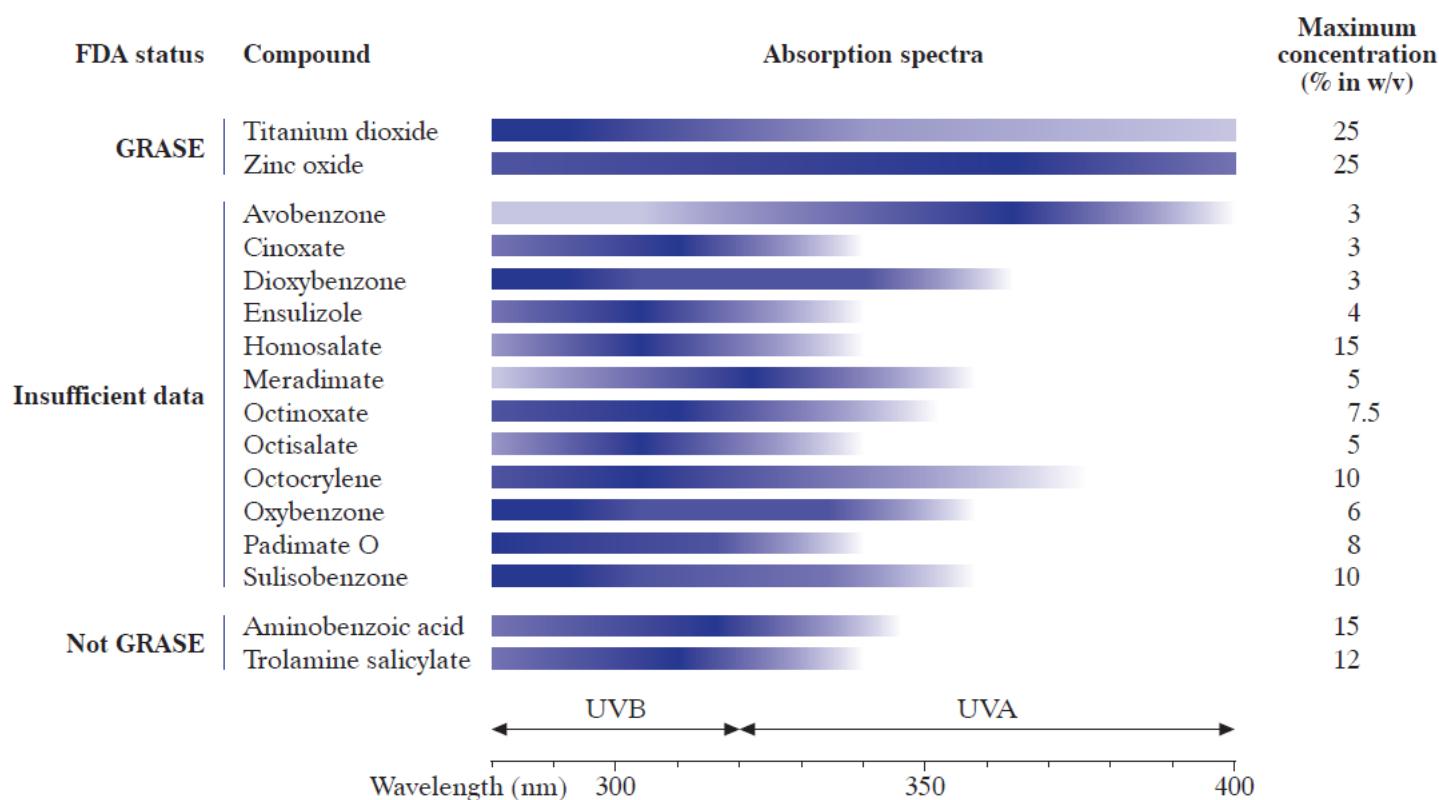 FDA status Compound Absorption spectra Maximum concentration (% in w/v)
GRASE
Titanium dioxide 25
Zinc oxide 25
Insufficient data
Avobenzone 3
Cinoxate 3
Dioxybenzone 3
Ensulizole 4
Homosalate 15
Meradimate 5
Octinoxate 7.5
Octisalate 5
Octocrylene 10
Oxybenzone 6
Padimate O 8
Sulisobenzone 10
Not GRASE
Aminobenzoic acid 15
Trolamine salicylate 12
UVB UVA
Wavelength (nm) 300 350 400